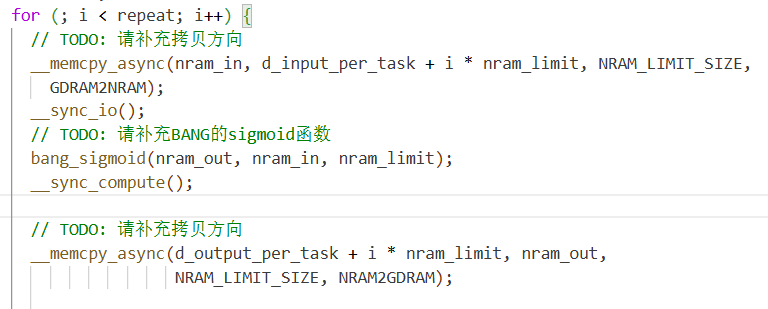 for (; i < repeat; i++) {
// TODO: 请补充拷贝方向
__memcpy_async(nram_in, d_input_per_task + i * nram_limit, NRAM_LIMIT_SIZE,
GDRAM2NRAM);
__sync_io();
// TODO: 请补充BANG的sigmoid函数
bang_sigmoid(nram_out, nram_in, nram_limit);
__sync_compute();
// TODO: 请补充拷贝方向
__memcpy_async(d_output_per_task + i * nram_limit, nram_out,
NRAM_LIMIT_SIZE, NRAM2GDRAM);